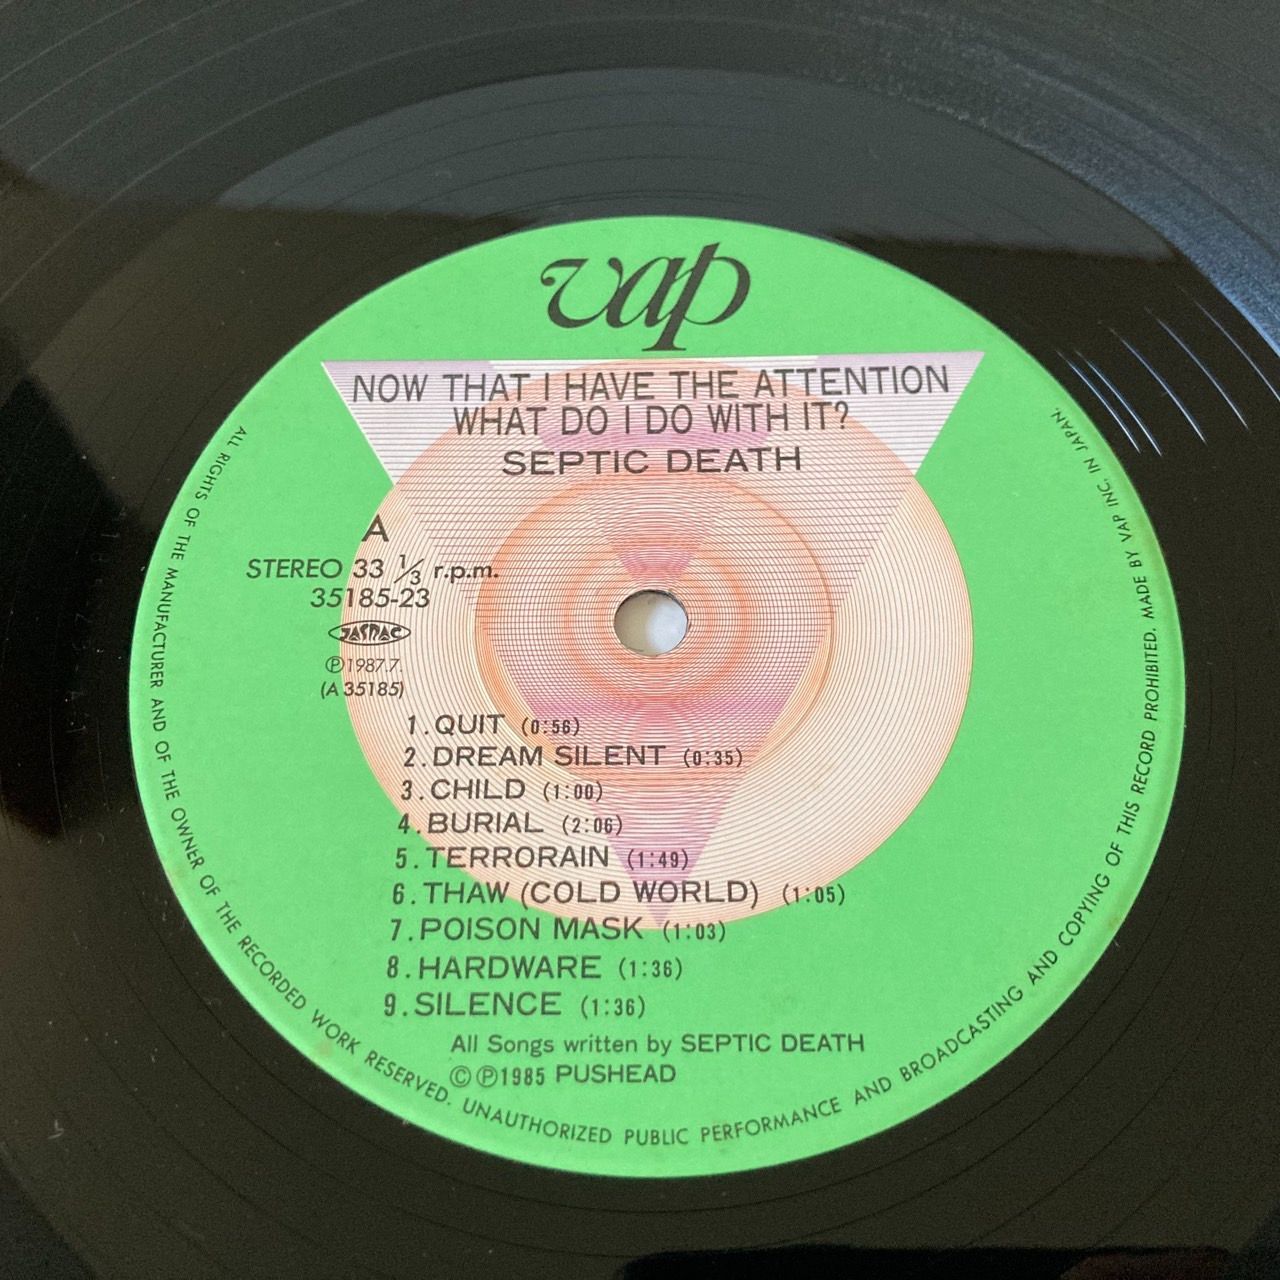 vap
NOW THAT I HAVE THE ATTENTION
WHAT DO I DO WITH IT?
SEPTIC DEATH
A
STEREO 33 1/3 r.p.m.
35185-23
JASRAC
Ⓟ1987.7.
(A 35185)
1.QUIT (0:56)
2.DREAM SILENT (0:35)
3.CHILD (1:00)
4.BURIAL (2:06)
5.TERRORAIN (1:49)
6.THAW (COLD WORLD) (1:05)
7.POISON MASK (1:03)
8.HARDWARE (1:36)
9.SILENCE (1:36)
All Songs written by SEPTIC DEATH
©Ⓟ1985 PUSHEAD
ALL RIGHTS OF THE MANUFACTURER AND OF THE OWNER OF THE RECORDED WORK RESERVED. UNAUTHORIZED PUBLIC PERFORMANCE AND BROADCASTING AND COPYING OF THIS RECORD PROHIBITED. MADE BY VAP INC. IN JAPAN.